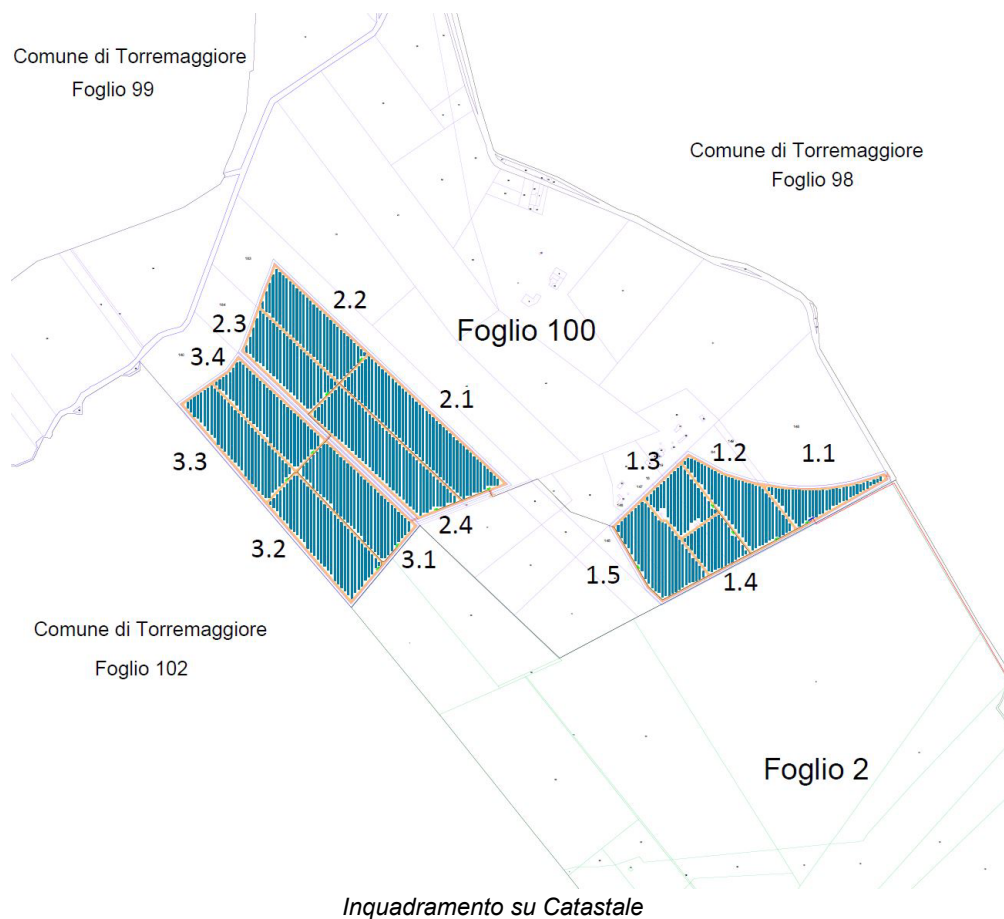 Comune di Torremaggiore
Foglio 99
Comune di Torremaggiore
Foglio 98
Foglio 100
2.2
2.3
3.4
2.1
3.3
1.3
1.2
1.1
2.4
3.1
3.2
1.5
1.4
Comune di Torremaggiore
Foglio 102
Foglio 2
Inquadramento su Catastale